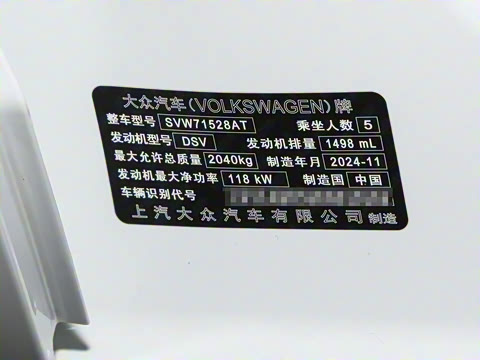 大众汽车(VOLKSWAGEN)牌
整车型号 SVW71528AT 乘坐人数 5
发动机型号 DSV 发动机排量 1498 mL
最大允许总质量 2040kg 制造年月 2024-11
发动机最大净功率 118 kW 制造国 中国
车辆识别代号
上汽大众汽车有限公司 制造